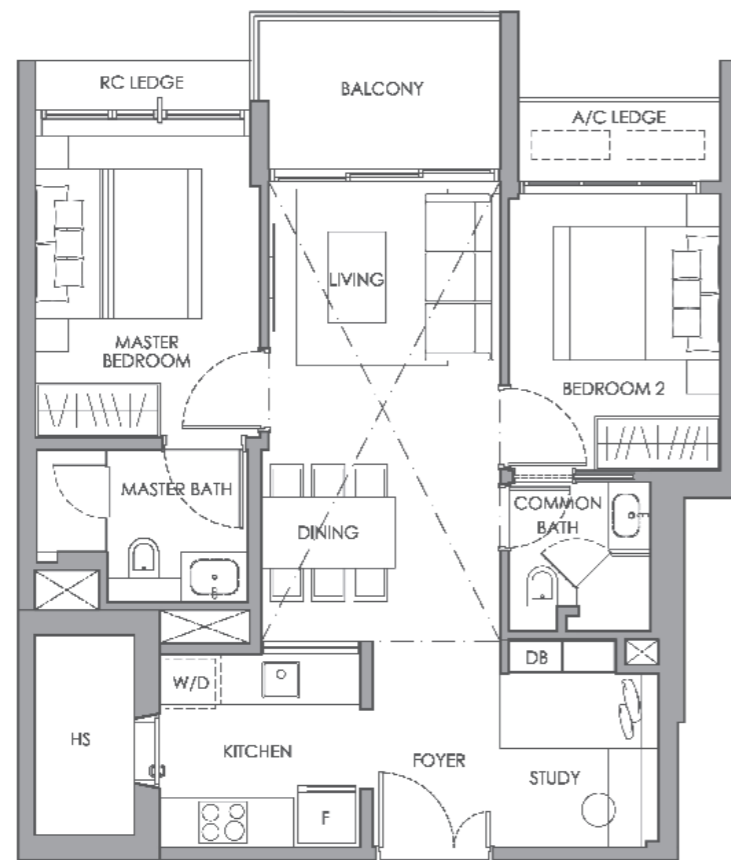 RC LEDGE
BALCONY
A/C LEDGE
LIVING
MASTER
BEDROOM
BEDROOM 2
MASTER BATH
COMMON
BATH
DINING
DB
W/D
HS
KITCHEN
FOYER
STUDY
F